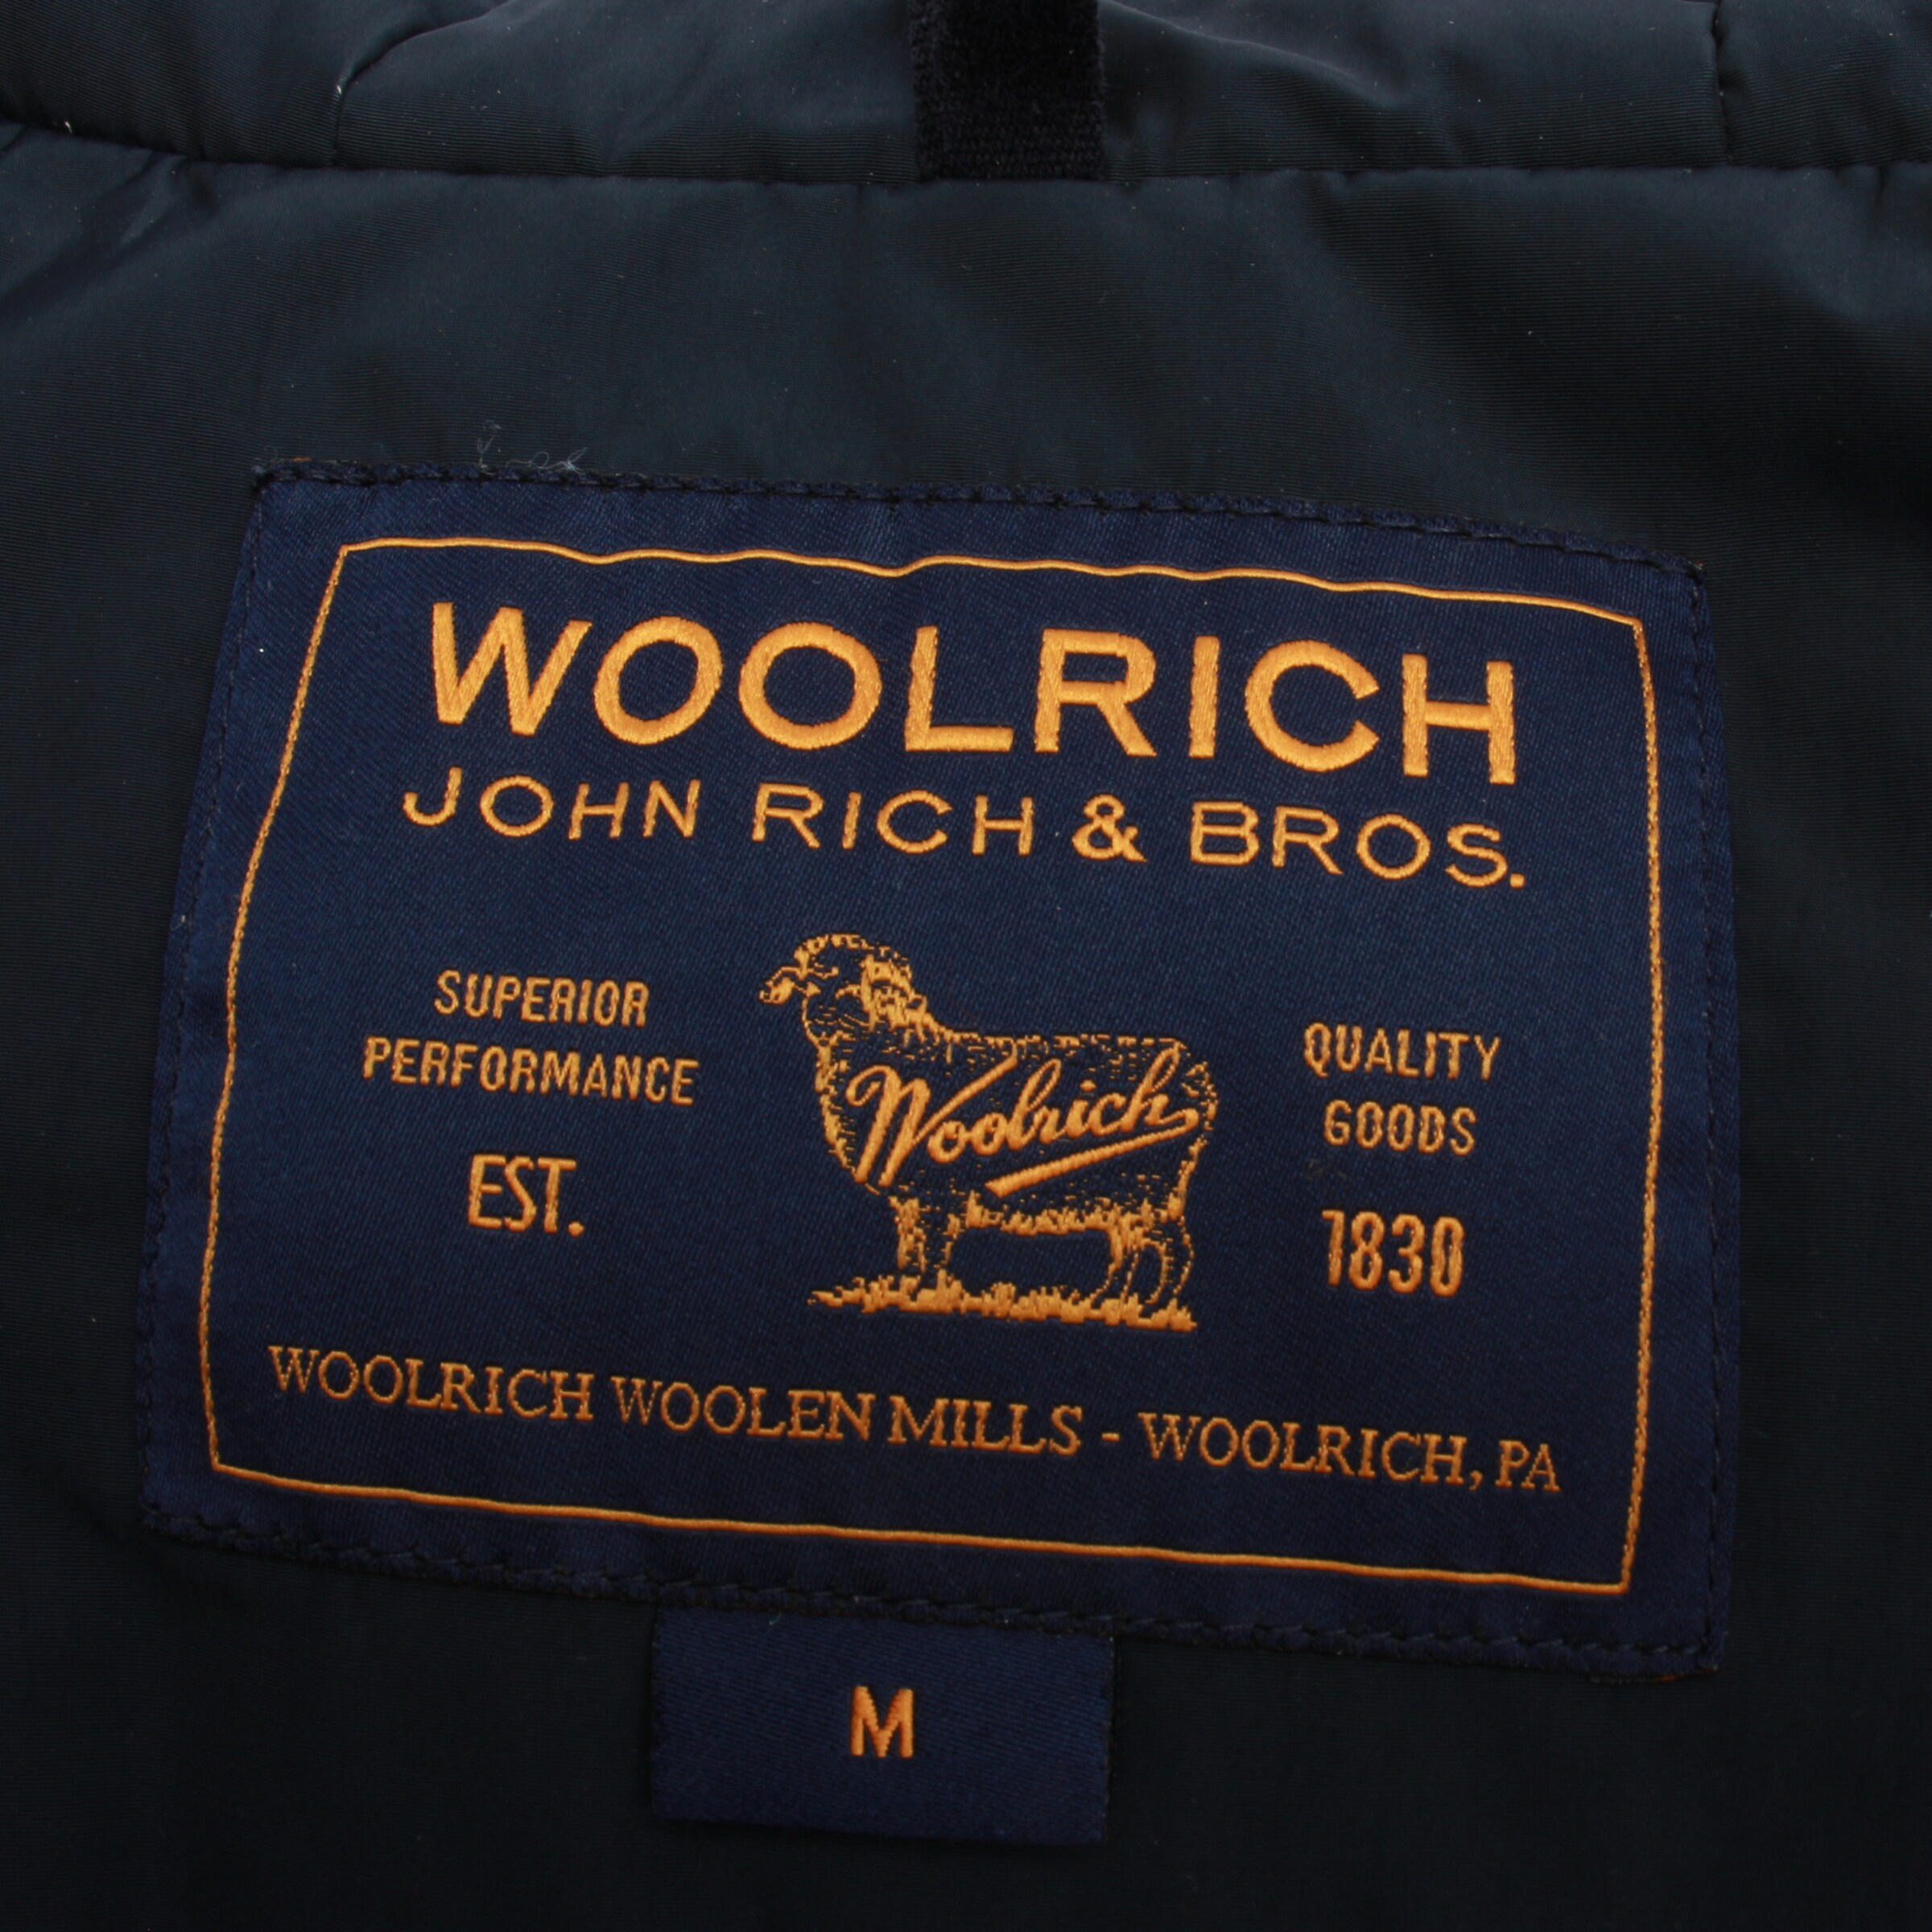 WOOLRICH
JOHN RICH & BROS.
SUPERIOR
PERFORMANCE
EST.
Woolrich
QUALITY
GOODS
1830
WOOLRICH WOOLEN MILLS - WOOLRICH, PA
M